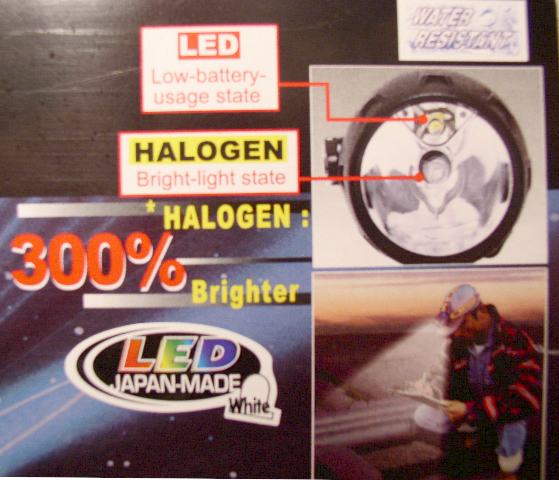 WATER
RESISTANT
LED
Low-battery-
usage state
HALOGEN
Bright-light state
* HALOGEN :
300%
Brighter
LED
JAPAN-MADE
White